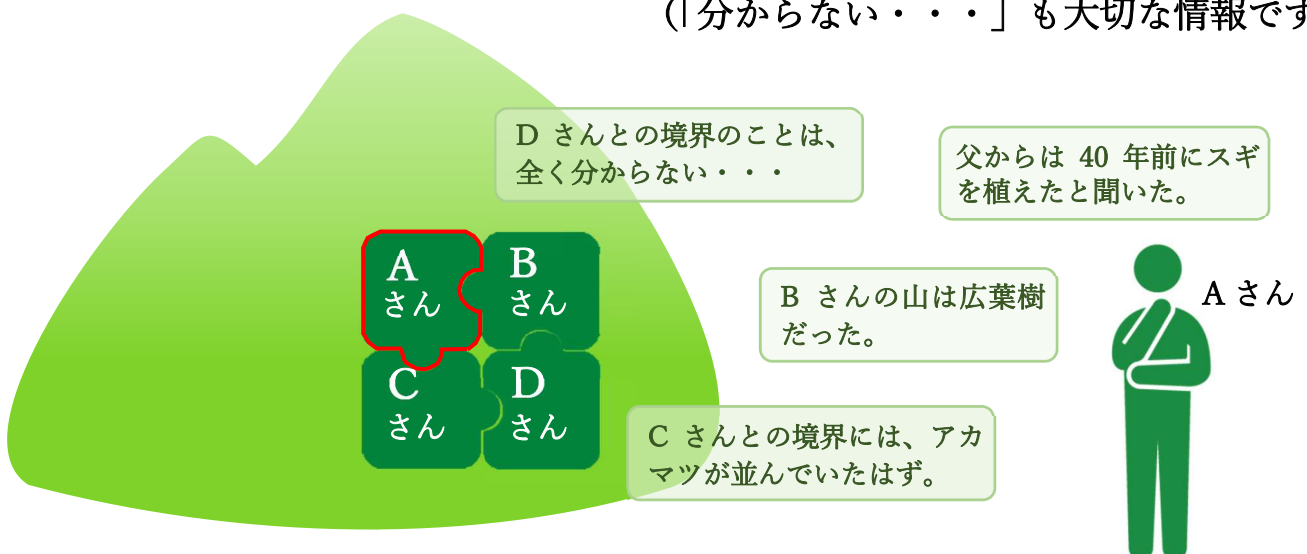 (「分からない・・・」も大切な情報です
D さんとの境界のことは、
全く分からない・・・
父からは 40 年前にスギ
を植えたと聞いた。
A
さん
B
さん
B さんの山は広葉樹
だった。
A さん
C
さん
D
さん
C さんとの境界には、アカ
マツが並んでいたはず。